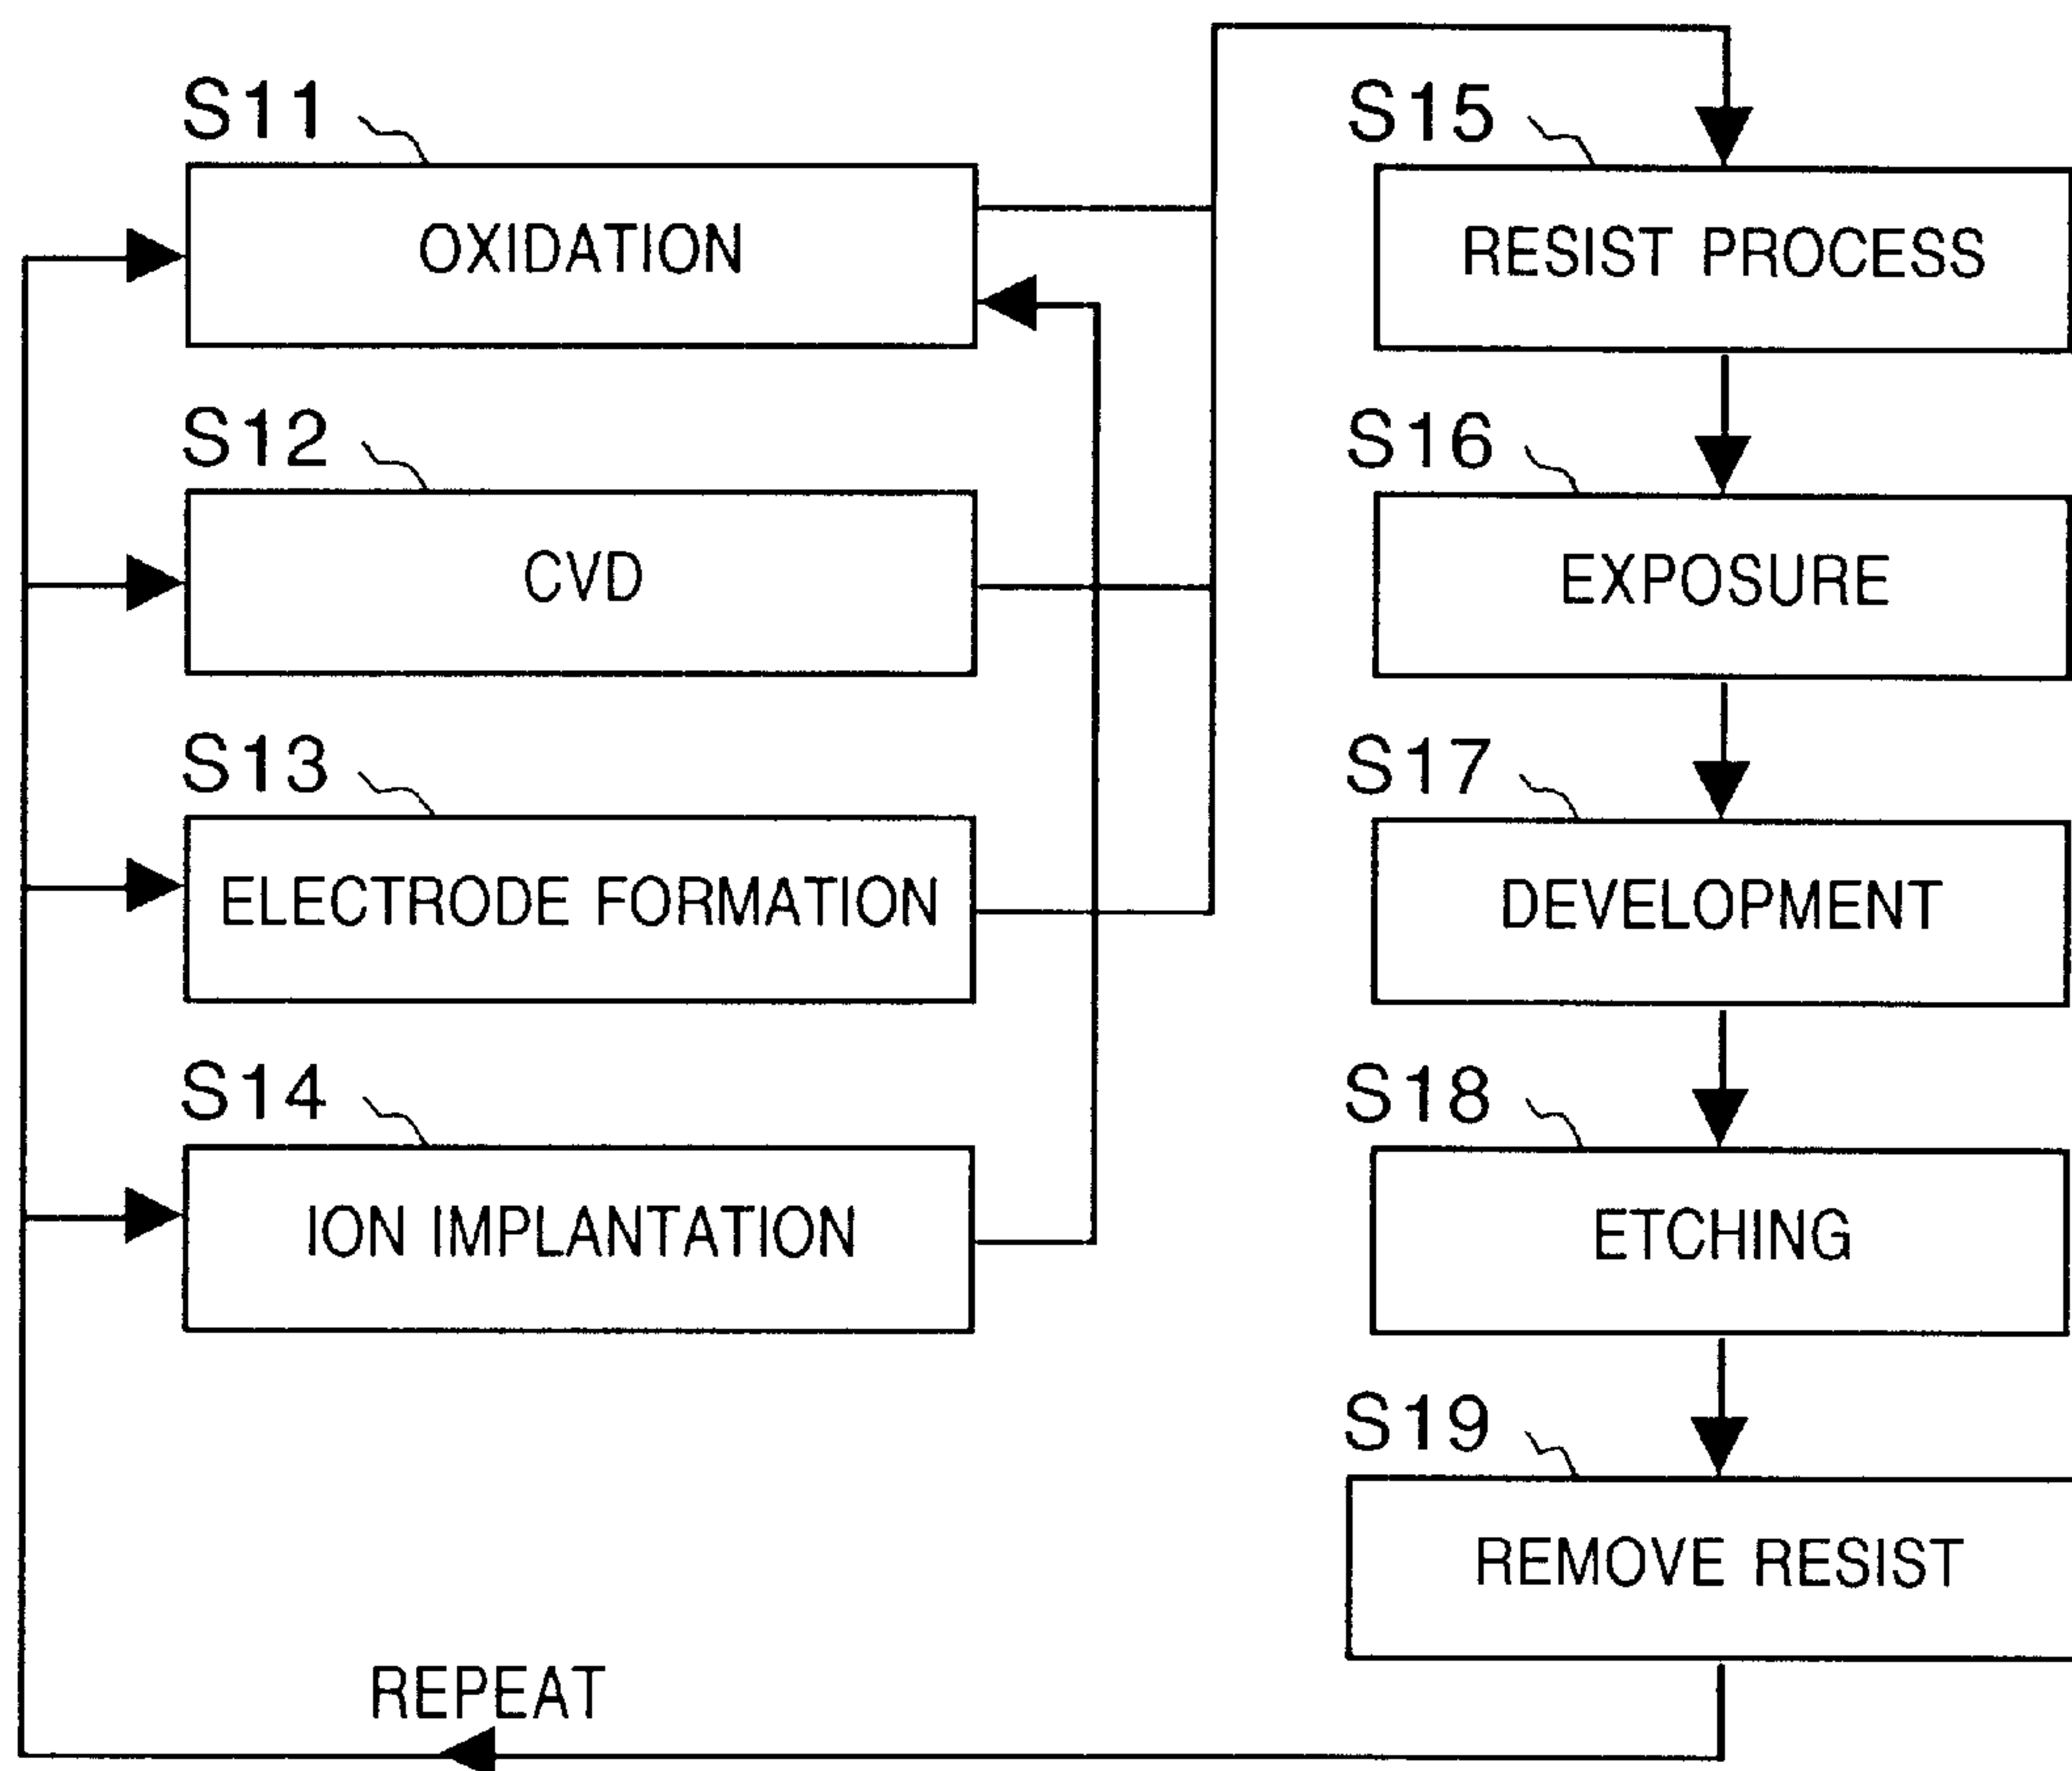 S11
OXIDATION
S12
CVD
S13
ELECTRODE FORMATION
S14
ION IMPLANTATION
S15
RESIST PROCESS
S16
EXPOSURE
S17
DEVELOPMENT
S18
ETCHING
S19
REMOVE RESIST
REPEAT